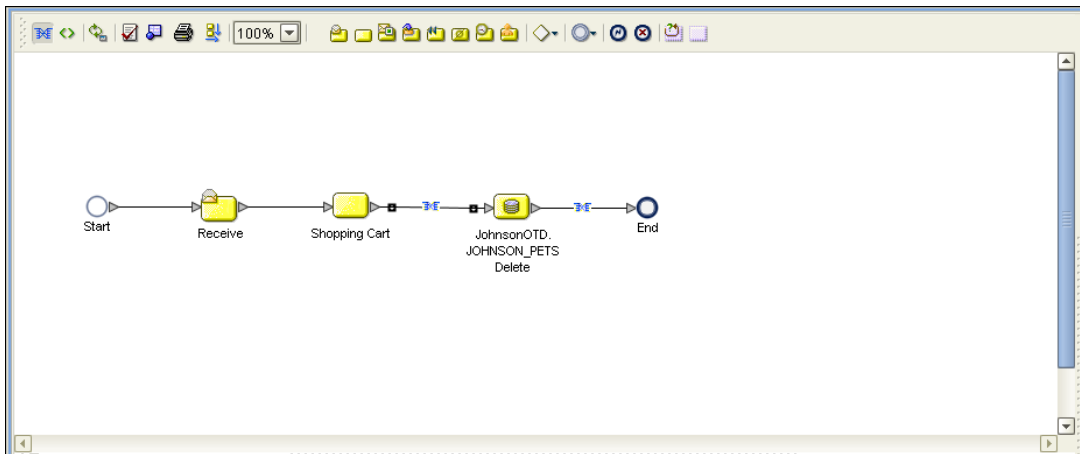 100%
Start
Receive
Shopping Cart
JohnsonOTD.
JOHNSON_PETS
Delete
End